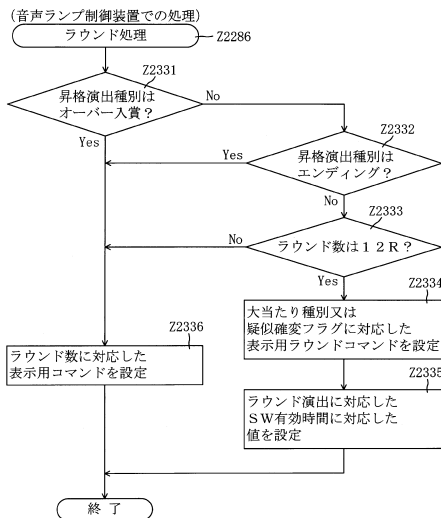 (音声ランプ制御装置での処理)
ラウンド処理
Z2286
Z2331
昇格演出種別は
オーバー入賞?
No
Yes
Z2332
昇格演出種別は
エンディング?
Yes
No
Z2333
ラウンド数は12R?
No
Yes
Z2334
大当たり種別又は
疑似確変フラグに対応した
表示用ラウンドコマンドを設定
Z2336
ラウンド数に対応した
表示用コマンドを設定
Z2335
ラウンド演出に対応した
SW有効時間に対応した
値を設定
終了